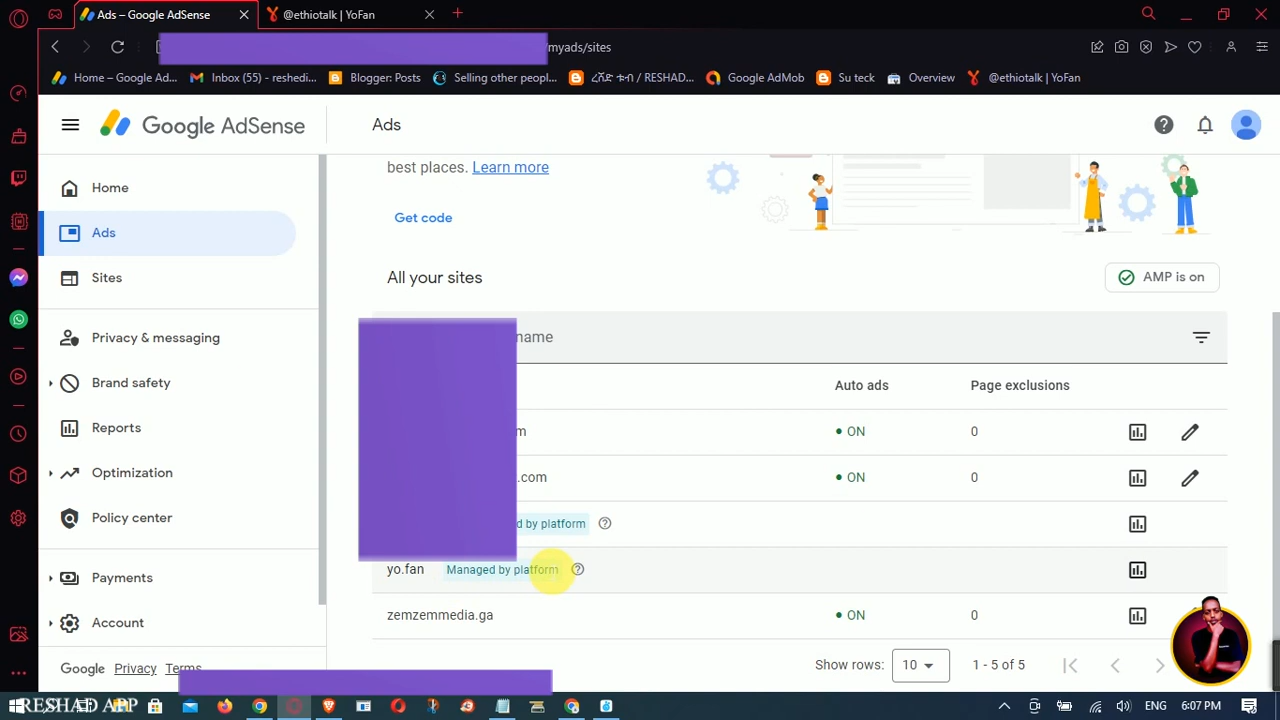 Ads – Google AdSense
@ethiotalk | YoFan
/myads/sites
Home – Google Ad...
Inbox (55) - reshedi...
Blogger: Posts
Selling other peopl...
Google AdMob
Su teck
Overview
@ethiotalk | YoFan
Google AdSense
Ads
best places. Learn more
Get code
Home
Ads
Sites
Privacy & messaging
Brand safety
Reports
Optimization
Policy center
Payments
Account
Google Privacy Terms
All your sites
AMP is on
name
Auto ads
Page exclusions
m
ON
0
.com
ON
0
d by platform
yo.fan
Managed by platform
zemzemmedia.ga
ON
0
Show rows:
10
1 - 5 of 5
RESHAD APP
ENG
6:07 PM